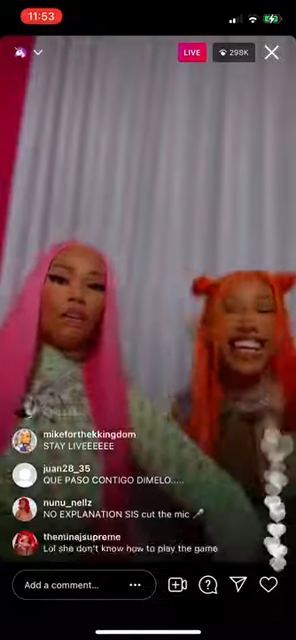 11:53
LIVE
298K
mikeforthekkingdom
STAY LIVEEEEEE
juan28_35
QUE PASO CONTIGO DIMELO.....
nunu_nellz
NO EXPLANATION SIS cut the mic 🎤
theminajsupreme
Lol she don't know how to play the game
Add a comment...